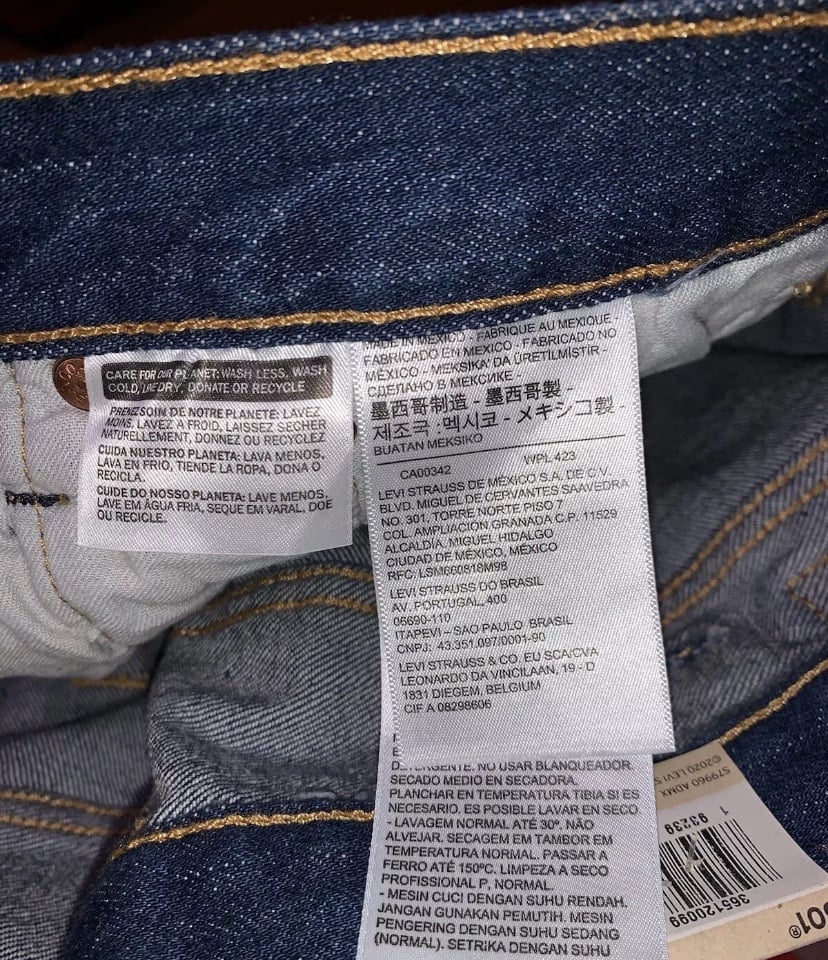 CARE FOR OUR PLANET: WASH LESS, WASH
COLD, LINE DRY, DONATE OR RECYCLE
PRENEZ SOIN DE NOTRE PLANETE: LAVEZ
MOINS, LAVEZ A FROID, LAISSEZ SECHER
NATURELLEMENT, DONNEZ OU RECYCLEZ
CUIDA NUESTRO PLANETA: LAVA MENOS,
LAVA EN FRIO, TIENDE LA ROPA, DONA O
RECICLA.
CUIDE DO NOSSO PLANETA: LAVE MENOS,
LAVE EM ÁGUA FRIA, SEQUE EM VARAL, DOE
OU RECICLE.
MADE IN MEXICO - FABRIQUE AU MEXIQUE -
FABRICADO EN MEXICO - FABRICADO NO
MÉXICO - MEKSIKA'DA ÜRETILMİSTİR -
СДЕЛАНО В МЕКСИКЕ -
墨西哥制造 - 墨西哥製 -
제조국 :멕시코 - メキシコ製 -
BUATAN MEKSIKO
CA00342 WPL 423
LEVI STRAUSS DE MÉXICO S.A. DE C.V.
BLVD. MIGUEL DE CERVANTES SAAVEDRA
NO. 301, TORRE NORTE PISO 7
COL. AMPLIACION GRANADA C.P. 11529
ALCALDÍA. MIGUEL HIDALGO
CIUDAD DE MÉXICO, MÉXICO
RFC: LSM660818M98
LEVI STRAUSS DO BRASIL
AV. PORTUGAL, 400
06690-110
ITAPEVI – SAO PAULO BRASIL
CNPJ: 43.351.097/0001-90
LEVI STRAUSS & CO. EU SCA/CVA
LEONARDO DA VINCILAAN, 19 - D
1831 DIEGEM, BELGIUM
CIF A 08298606
DETERGENTE. NO USAR BLANQUEADOR.
SECADO MEDIO EN SECADORA.
PLANCHAR EN TEMPERATURA TIBIA SI ES
NECESARIO. ES POSIBLE LAVAR EN SECO.
- LAVAGEM NORMAL ATÉ 30º. NÃO
ALVEJAR. SECAGEM EM TAMBOR EM
TEMPERATURA NORMAL. PASSAR A
FERRO ATÉ 150ºC. LIMPEZA A SECO
PROFISSIONAL P, NORMAL.
- MESIN CUCI DENGAN SUHU RENDAH.
JANGAN GUNAKAN PEMUTIH. MESIN
PENGERING DENGAN SUHU SEDANG
(NORMAL). SETRIKA DENGAN SUHU
S79960 ADMX
©2020 LEVI S
1 93239 36512009
501®